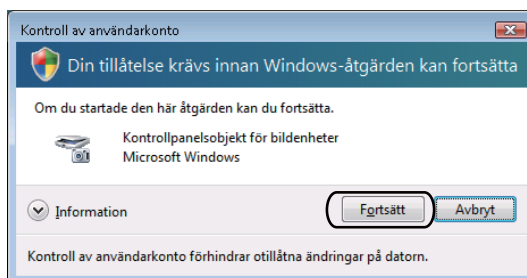 Kontroll av användarkonto
Din tillåtelse krävs innan Windows-åtgärden kan fortsätta
Om du startade den här åtgärden kan du fortsätta.
Kontrollpanelsobjekt för bildenheter
Microsoft Windows
Information
Fortsätt
Avbryt
Kontroll av användarkonto förhindrar otillåtna ändringar på datorn.